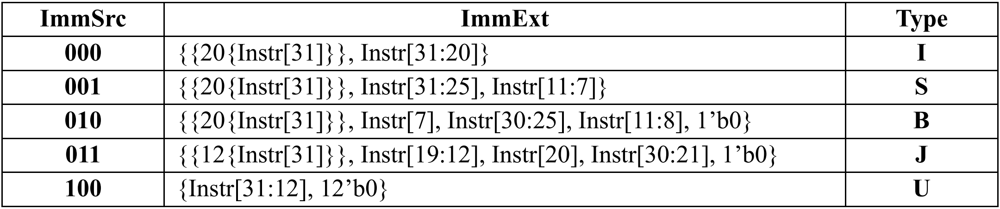 ImmSrc ImmExt Type
000 {{20{Instr[31]}}, Instr[31:20]} I
001 {{20{Instr[31]}}, Instr[31:25], Instr[11:7]} S
010 {{20{Instr[31]}}, Instr[7], Instr[30:25], Instr[11:8], 1’b0} B
011 {{12{Instr[31]}}, Instr[19:12], Instr[20], Instr[30:21], 1’b0} J
100 {Instr[31:12], 12’b0} U